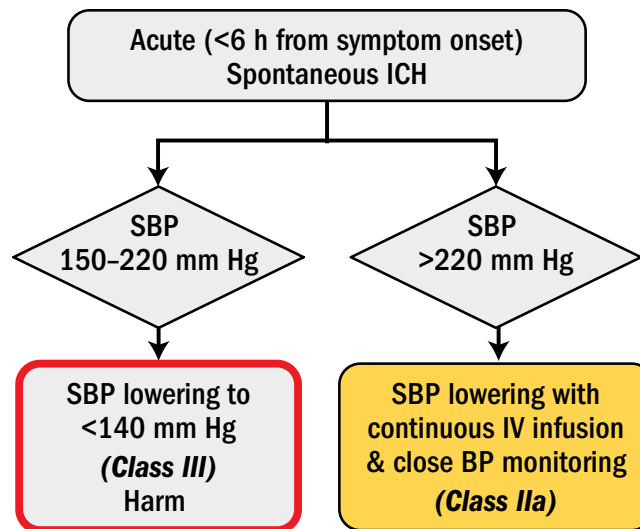 Acute (<6 h from symptom onset)
Spontaneous ICH
SBP
150–220 mm Hg
SBP
>220 mm Hg
SBP lowering to
<140 mm Hg
(Class III)
Harm
SBP lowering with
continuous IV infusion
& close BP monitoring
(Class IIa)